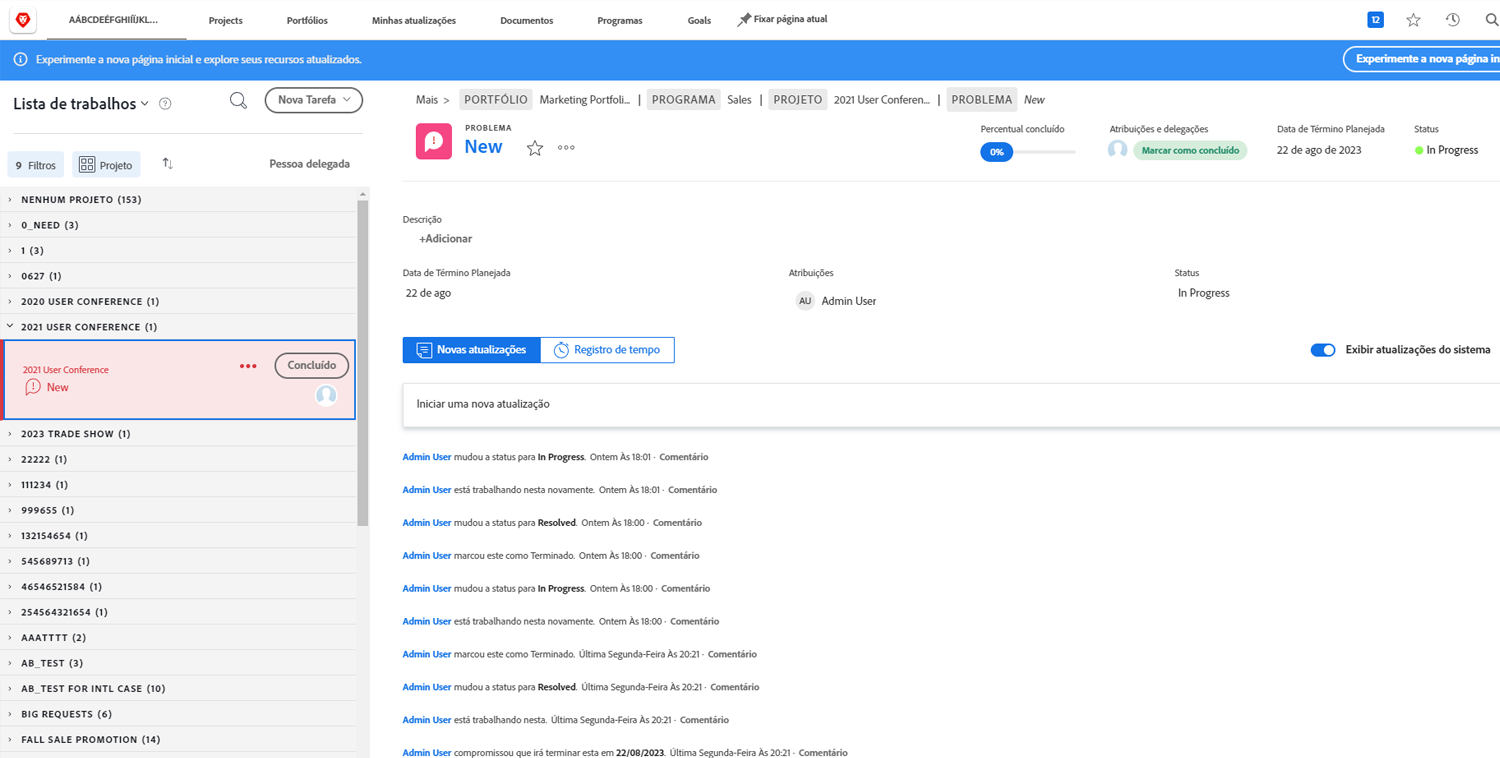 AÁBCDEÉFGHIÍJKL...
Projects
Portfólios
Minhas atualizações
Documentos
Programas
Goals
Fixar página atual
12
Experimente a nova página inicial e explore seus recursos atualizados.
Experimente a nova página in
Lista de trabalhos
Nova Tarefa
9 Filtros
Projeto
Pessoa delegada
NENHUM PROJETO (153)
0_NEED (3)
1 (3)
0627 (1)
2020 USER CONFERENCE (1)
2021 USER CONFERENCE (1)
2021 User Conference
New
Concluído
2023 TRADE SHOW (1)
22222 (1)
111234 (1)
999655 (1)
132154654 (1)
545689713 (1)
46546521584 (1)
254564321654 (1)
AAATTTT (2)
AB_TEST (3)
AB_TEST FOR INTL CASE (10)
BIG REQUESTS (6)
FALL SALE PROMOTION (14)
Mais > PORTFÓLIO Marketing Portfoli... | PROGRAMA Sales | PROJETO 2021 User Conferen... | PROBLEMA New
PROBLEMA
New
Percentual concluído
0%
Atribuições e delegações
Marcar como concluído
Data de Término Planejada
22 de ago de 2023
Status
In Progress
Descrição
+Adicionar
Data de Término Planejada
22 de ago
Atribuições
AU Admin User
Status
In Progress
Novas atualizações
Registro de tempo
Exibir atualizações do sistema
Iniciar uma nova atualização
Admin User mudou a status para In Progress. Ontem Às 18:01 · Comentário
Admin User está trabalhando nesta novamente. Ontem Às 18:01 · Comentário
Admin User mudou a status para Resolved. Ontem Às 18:00 · Comentário
Admin User marcou este como Terminado. Ontem Às 18:00 · Comentário
Admin User mudou a status para In Progress. Ontem Às 18:00 · Comentário
Admin User está trabalhando nesta novamente. Ontem Às 18:00 · Comentário
Admin User marcou este como Terminado. Última Segunda-Feira Às 20:21 · Comentário
Admin User mudou a status para Resolved. Última Segunda-Feira Às 20:21 · Comentário
Admin User está trabalhando nesta. Última Segunda-Feira Às 20:21 · Comentário
Admin User compromissou que irá terminar esta em 22/08/2023. Última Segunda-Feira Às 20:21 · Comentário